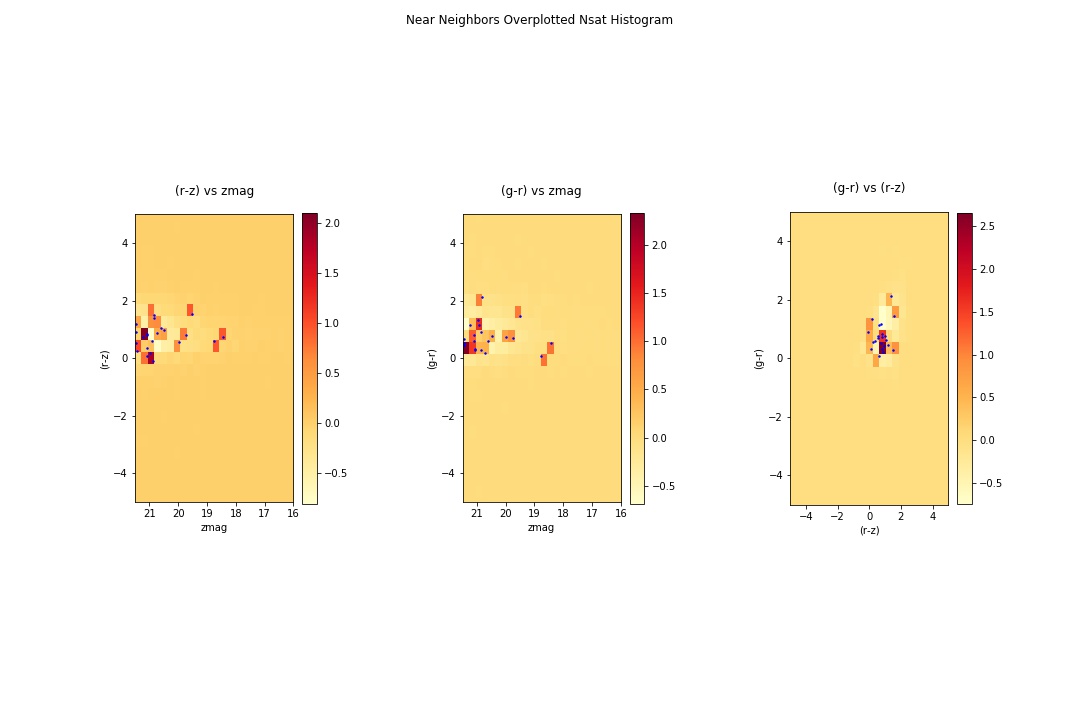 Near Neighbors Overplotted Nsat Histogram
(r-z) vs zmag
4
2
0
−2
−4
(r-z)
21 20 19 18 17 16
zmag
2.0
1.5
1.0
0.5
0.0
−0.5
(g-r) vs zmag
4
2
0
−2
−4
(g-r)
21 20 19 18 17 16
zmag
2.0
1.5
1.0
0.5
0.0
−0.5
(g-r) vs (r-z)
4
2
0
−2
−4
(g-r)
−4 −2 0 2 4
(r-z)
2.5
2.0
1.5
1.0
0.5
0.0
−0.5